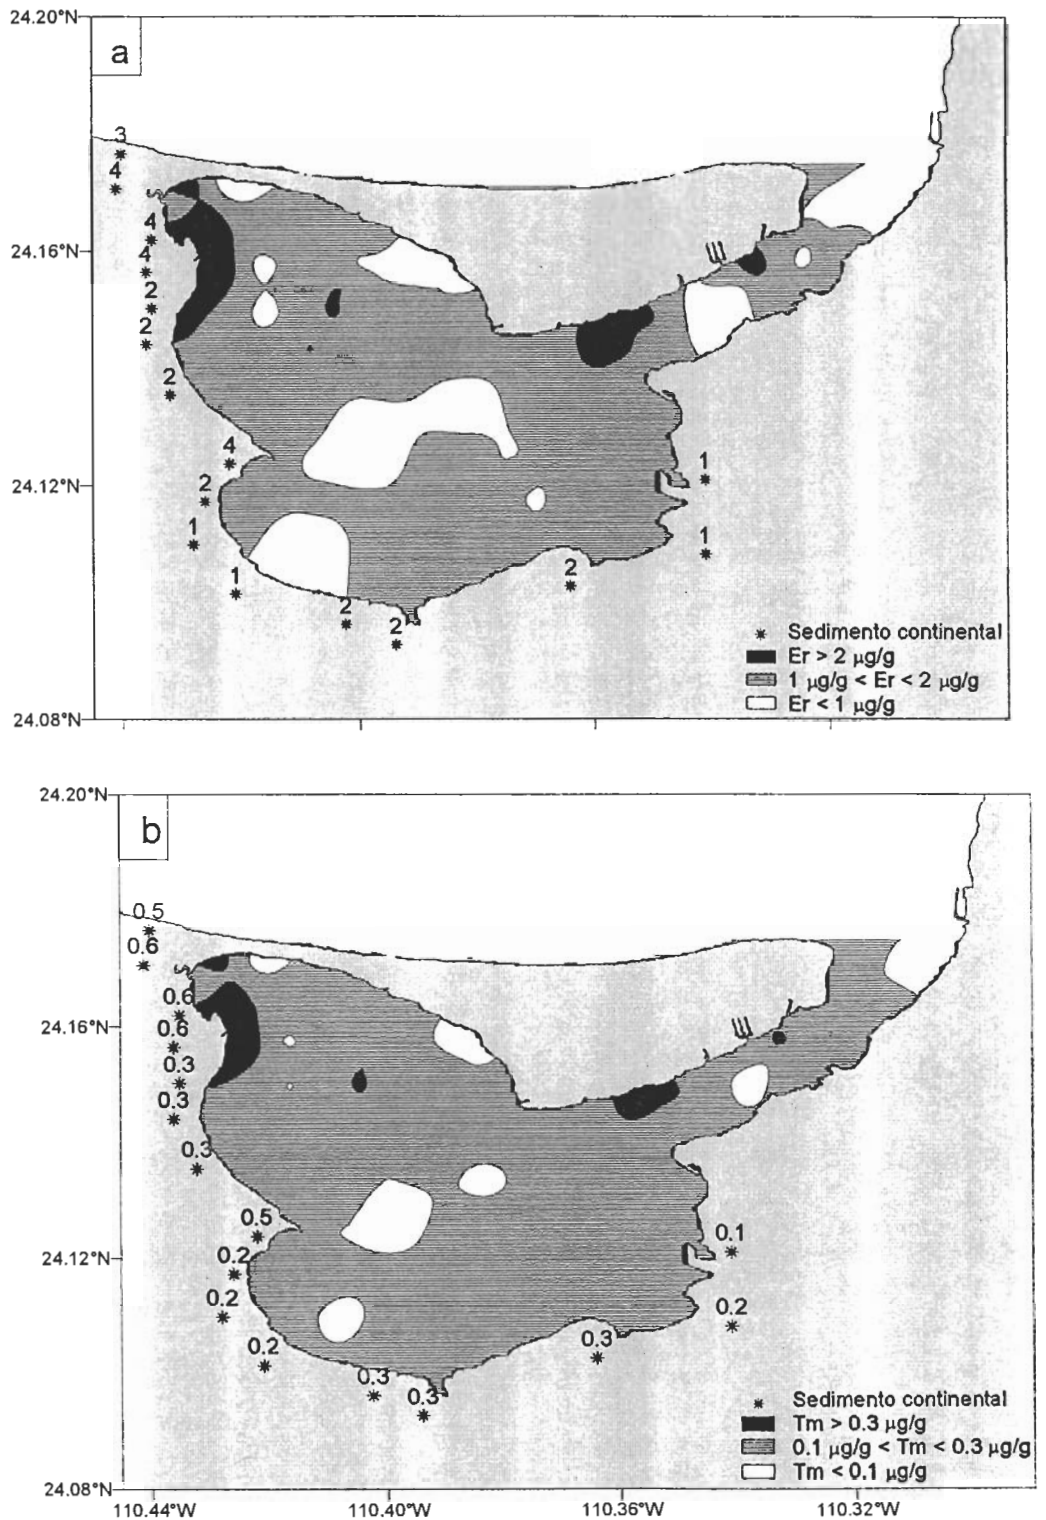 24.20°N
a
3
4
4
4
24.16°N
2
2
2
4
2
24.12°N
1
1
1
1
2
2
2
* Sedimento continental
Er > 2 µg/g
1 µg/g < Er < 2 µg/g
Er < 1 µg/g
24.08°N
24.20°N
b
0.5
0.6
0.6
24.16°N
0.6
0.3
0.3
0.3
0.5
0.1
24.12°N
0.2
0.2
0.2
0.2
0.3
0.3
0.3
* Sedimento continental
Tm > 0.3 µg/g
0.1 µg/g < Tm < 0.3 µg/g
Tm < 0.1 µg/g
24.08°N
110.44°W 110.40°W 110.36°W 110.32°W